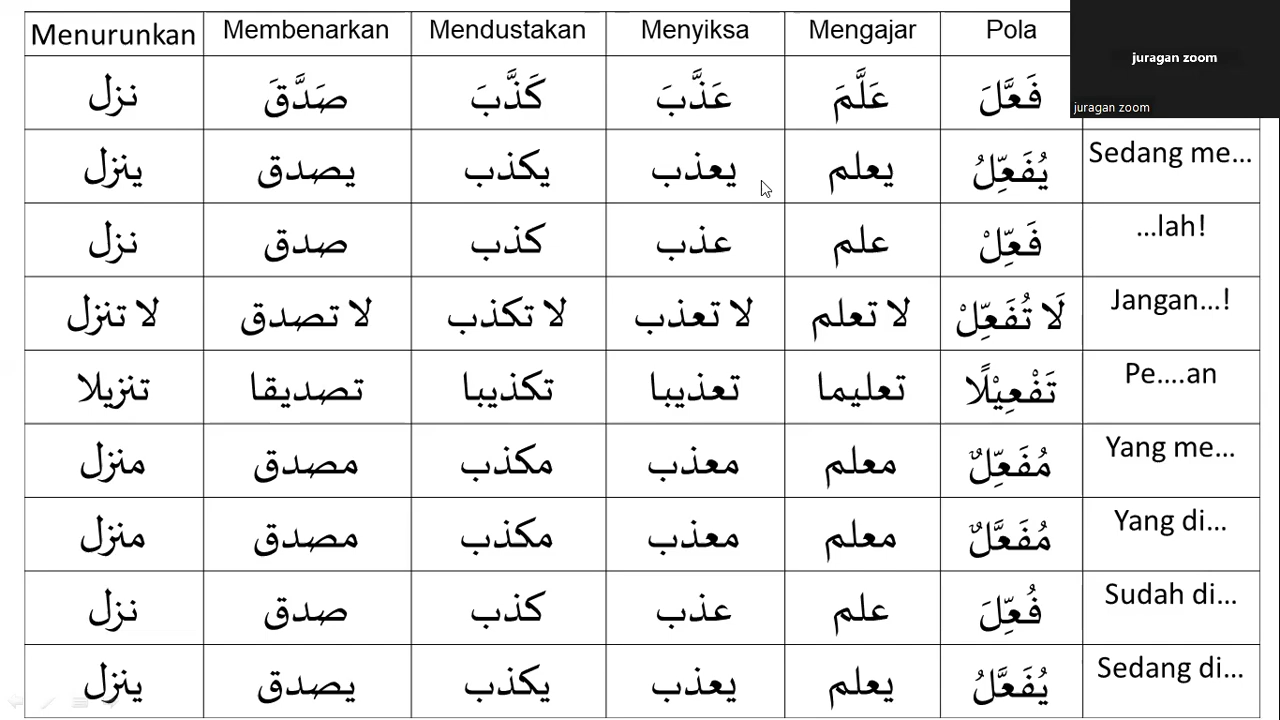 Menurunkan Membenarkan Mendustakan Menyiksa Mengajar Pola
juragan zoom
juragan zoom
نزل صَدَّقَ كَذَّبَ عَذَّبَ عَلَّمَ فَعَّلَ
ينزل يصدق يكذب يعذب يعلم يُفَعِّلُ Sedang me...
نزل صدق كذب عذب علم فَعِّلْ ...lah!
لا تنزل لا تصدق لا تكذب لا تعذب لا تعلم لَا تُفَعِّلْ Jangan...!
تنزيلا تصديقا تكذيبا تعذيبا تعليما تَفْعِيْلًا Pe....an
منزل مصدق مكذب معذب معلم مُفَعِّلٌ Yang me...
منزل مصدق مكذب معذب معلم مُفَعَّلٌ Yang di...
نزل صدق كذب عذب علم فُعِّلَ Sudah di...
ينزل يصدق يكذب يعذب يعلم يُفَعَّلُ Sedang di...